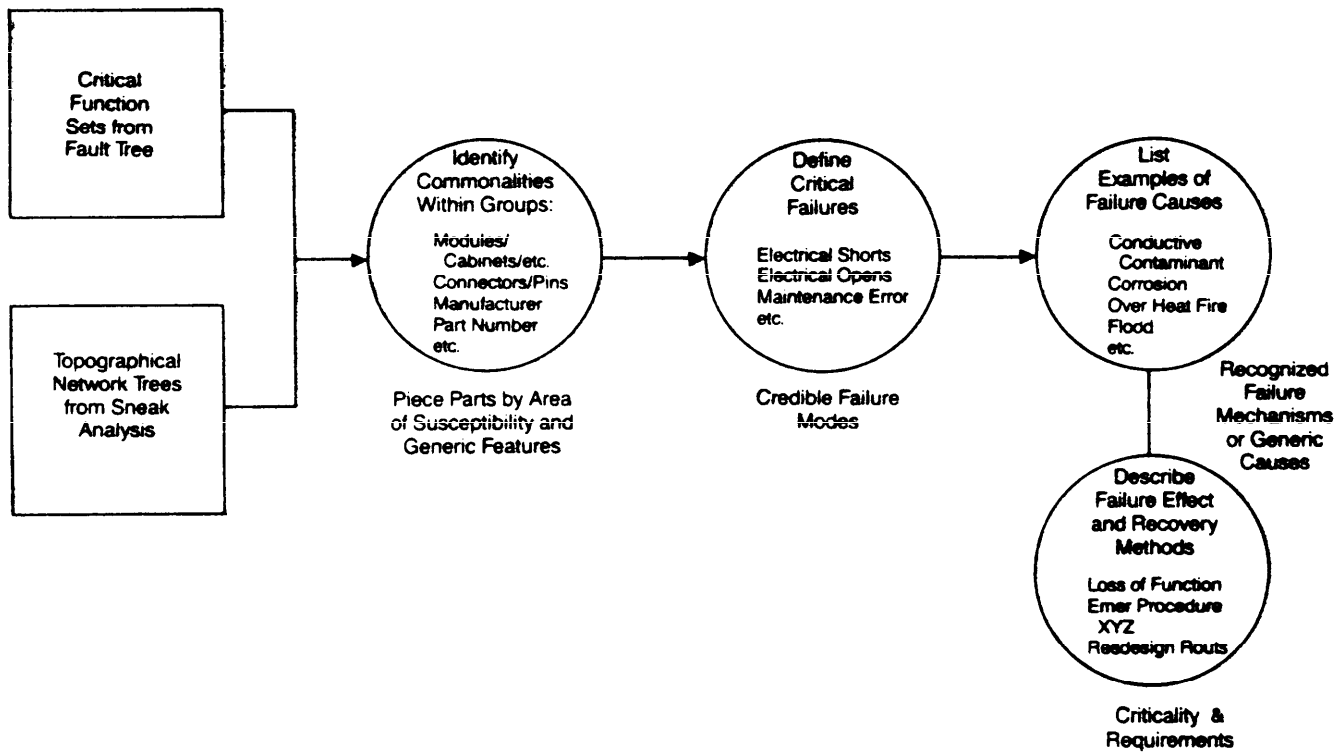 Critical
Function
Sets from
Fault Tree
Topographical
Network Trees
from Sneak
Analysis
Identify
Commonalities
Within Groups:
Modules/
Cabinets/etc.
Connectors/Pins
Manufacturer
Part Number
etc.
Piece Parts by Area
of Susceptibility and
Generic Features
Define
Critical
Failures
Electrical Shorts
Electrical Opens
Maintenance Error
etc.
Credible Failure
Modes
List
Examples of
Failure Causes
Conductive
Contaminant
Corrosion
Over Heat Fire
Flodd
etc.
Recognized
Failure
Mechanisms
or Generic
Causes
Describe
Failure Effect
and Recovery
Methods
Loss of Function
Emer Procedure
XYZ
Reedesign Routs
Criticality &
Requirements